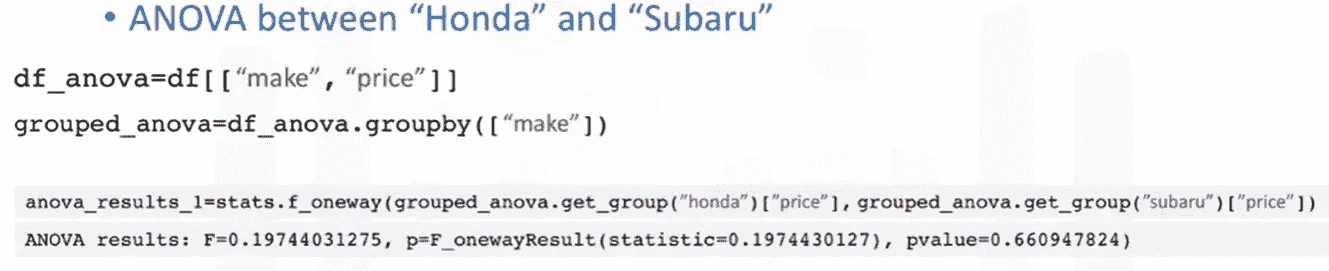 • ANOVA between “Honda” and “Subaru”
df_anova=df[[“make”, “price”]]
grouped_anova=df_anova.groupby([“make”])
anova_results_1=stats.f_oneway(grouped_anova.get_group(“honda”)[“price”],grouped_anova.get_group(“subaru”)[“price”])
ANOVA results: F=0.19744031275, p=F_onewayResult(statistic=0.1974430127), pvalue=0.660947824)